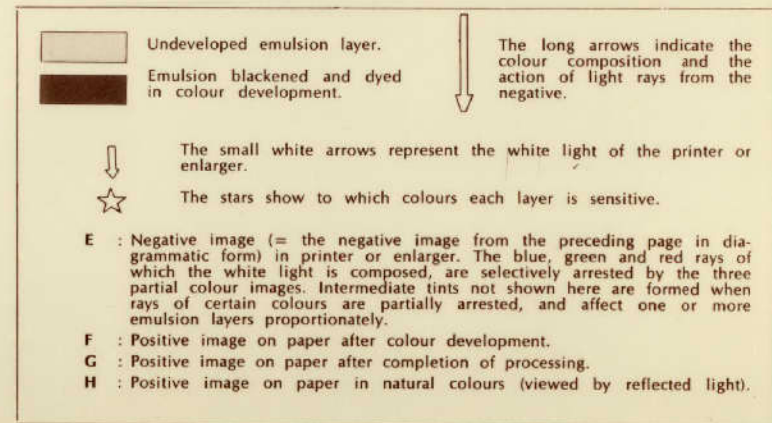 Undeveloped emulsion layer.
Emulsion blackened and dyed
in colour development.
The long arrows indicate the
colour composition and the
action of light rays from the
negative.
The small white arrows represent the white light of the printer or
enlarger.
The stars show to which colours each layer is sensitive.
E : Negative image (= the negative image from the preceding page in dia-
grammatic form) in printer or enlarger. The blue, green and red rays of
which the white light is composed, are selectively arrested by the three
partial colour images. Intermediate tints not shown here are formed when
rays of certain colours are partially arrested, and affect one or more
emulsion layers proportionately.
F : Positive image on paper after colour development.
G : Positive image on paper after completion of processing.
H : Positive image on paper in natural colours (viewed by reflected light).